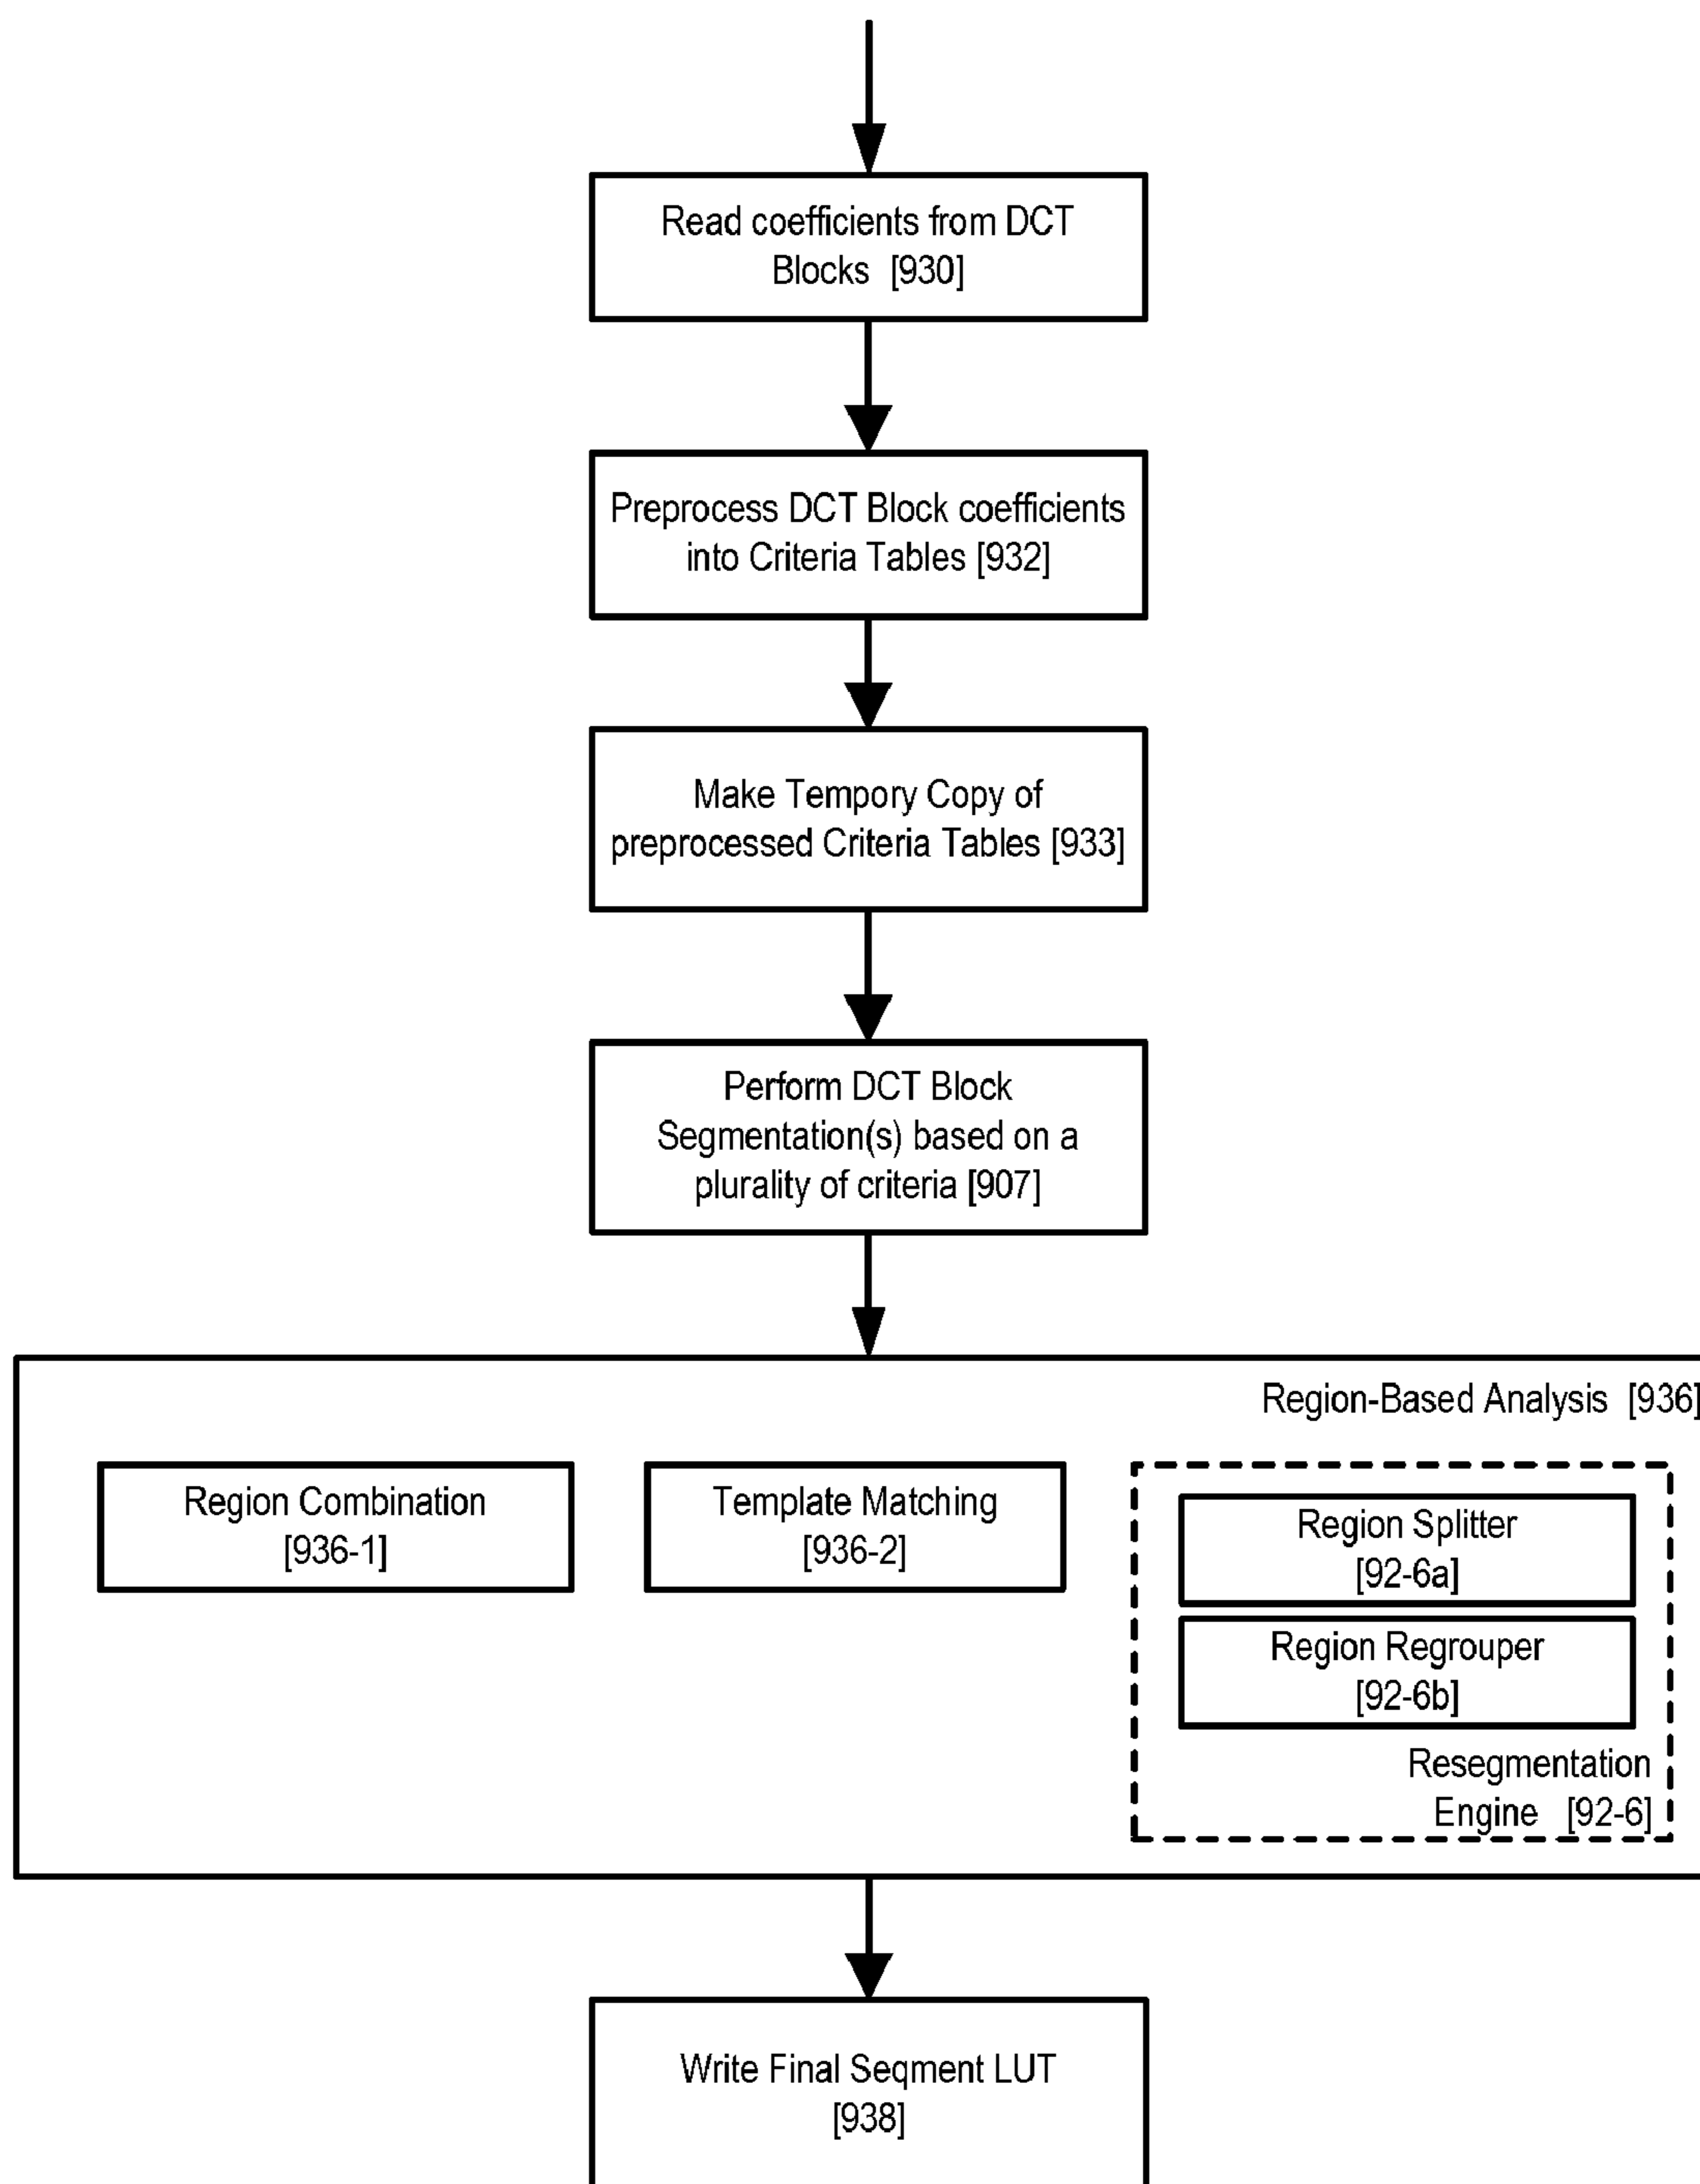 Read coefficients from DCT
Blocks [930]
Preprocess DCT Block coefficients
into Criteria Tables [932]
Make Tempory Copy of
preprocessed Criteria Tables [933]
Perform DCT Block
Segmentation(s) based on a
plurality of criteria [907]
Region-Based Analysis [936]
Region Combination
[936-1]
Template Matching
[936-2]
Region Splitter
[92-6a]
Region Regrouper
[92-6b]
Resegmentation
Engine [92-6]
Write Final Seqment LUT
[938]